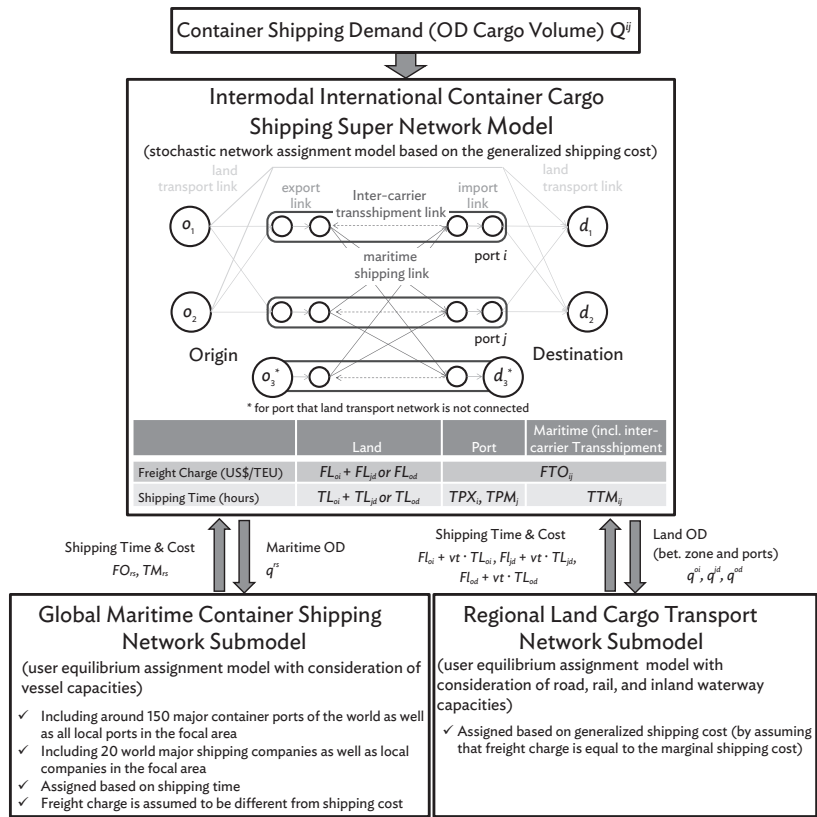 Container Shipping Demand (OD Cargo Volume) Qij
Intermodal International Container Cargo
Shipping Super Network Model
(stochastic network assignment model based on the generalized shipping cost)
land
transport link
export
link
Inter-carrier
transshipment link
import
link
land
transport link
o1
d1
port i
maritime
shipping link
o2
d2
port j
Origin
Destination
o3*
d3*
* for port that land transport network is not connected
Land
Port
Maritime (incl. inter-
carrier Transshipment
Freight Charge (US$/TEU)
FLoi + FLjd or FLod
FTOij
Shipping Time (hours)
TLoi + TLjd or TLod
TPXi, TPMj
TTMij
Shipping Time & Cost
FOrs, TMrs
Maritime OD
qrs
Shipping Time & Cost
Floi + vt · TLoi, Fljd + vt · TLjd,
Flod + vt · TLod
Land OD
(bet. zone and ports)
qoi, qjd, qod
Global Maritime Container Shipping
Network Submodel
(user equilibrium assignment model with consideration of
vessel capacities)
✓ Including around 150 major container ports of the world as well
as all local ports in the focal area
✓ Including 20 world major shipping companies as well as local
companies in the focal area
✓ Assigned based on shipping time
✓ Freight charge is assumed to be different from shipping cost
Regional Land Cargo Transport
Network Submodel
(user equilibrium assignment model with
consideration of road, rail, and inland waterway
capacities)
✓ Assigned based on generalized shipping cost (by assuming
that freight charge is equal to the marginal shipping cost)